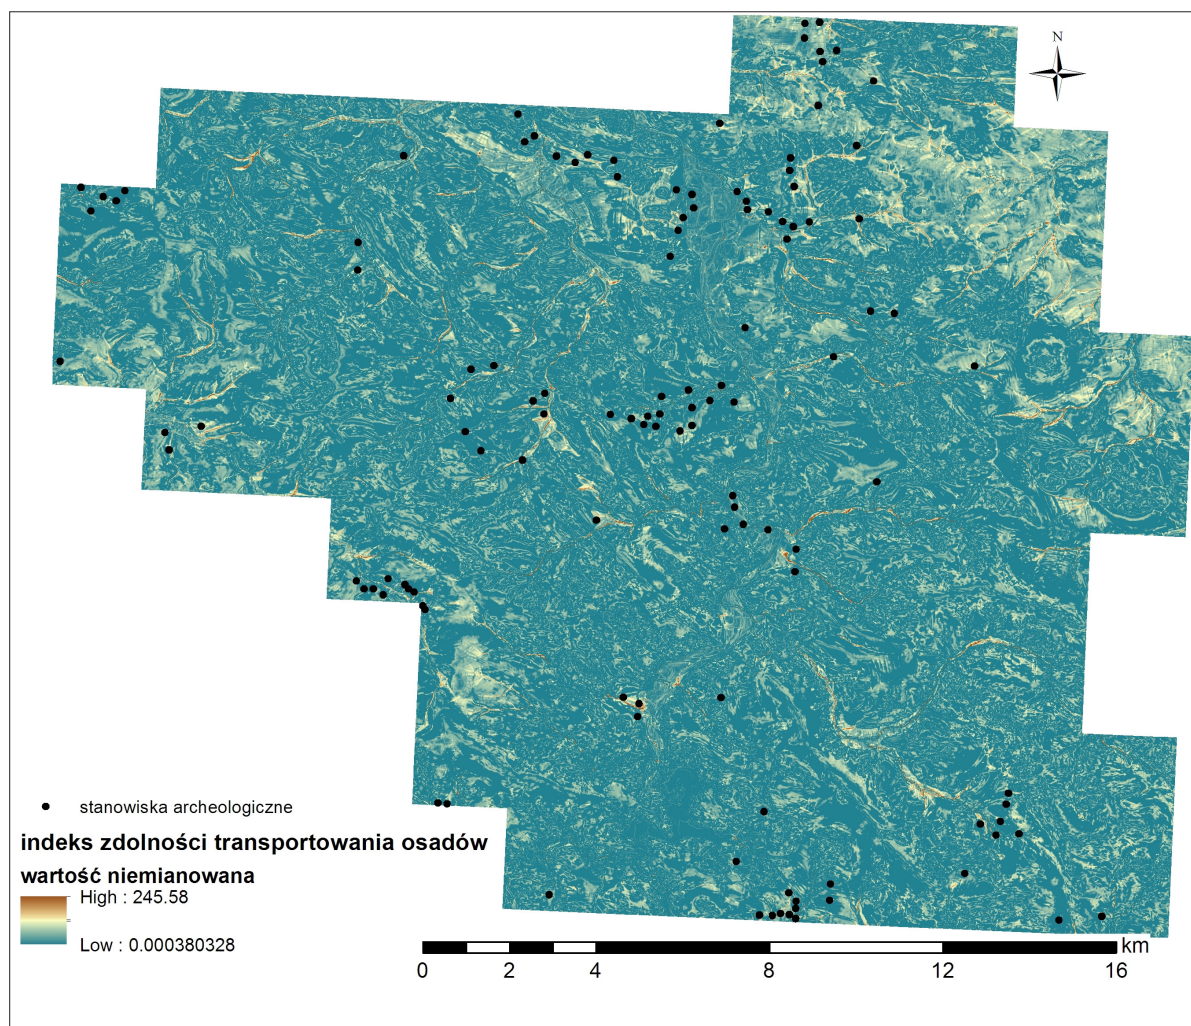 N
stanowiska archeologiczne
indeks zdolności transportowania osadów
wartość niemianowana
High : 245.58
Low : 0.000380328
km
0 2 4 8 12 16